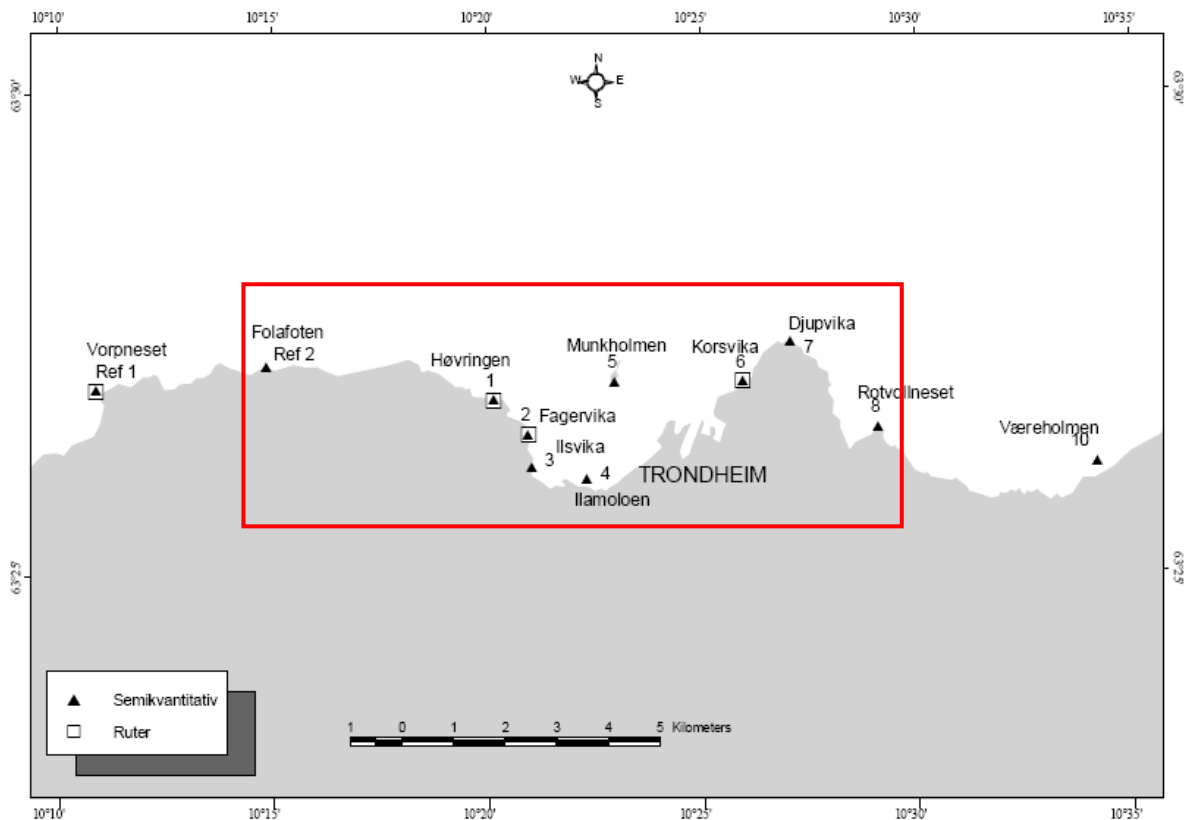 10°10' 10°15' 10°20' 10°25' 10°30' 10°35'
N
W E
S
63°30' 63°30'
Folafoten
Ref 2
Vorpneset
Ref 1
Høvringen
1
Munkholmen
5
Korsvika
6
Djupvika
7
Rotvollneset
8
2 Fagervika
Ilsvika
3
4
Ilamoloen
TRONDHEIM
Væreholmen
10
63°25' 63°25'
Semikvantitativ
Ruter
1 0 1 2 3 4 5 Kilometers
10°10' 10°15' 10°20' 10°25' 10°30' 10°35'